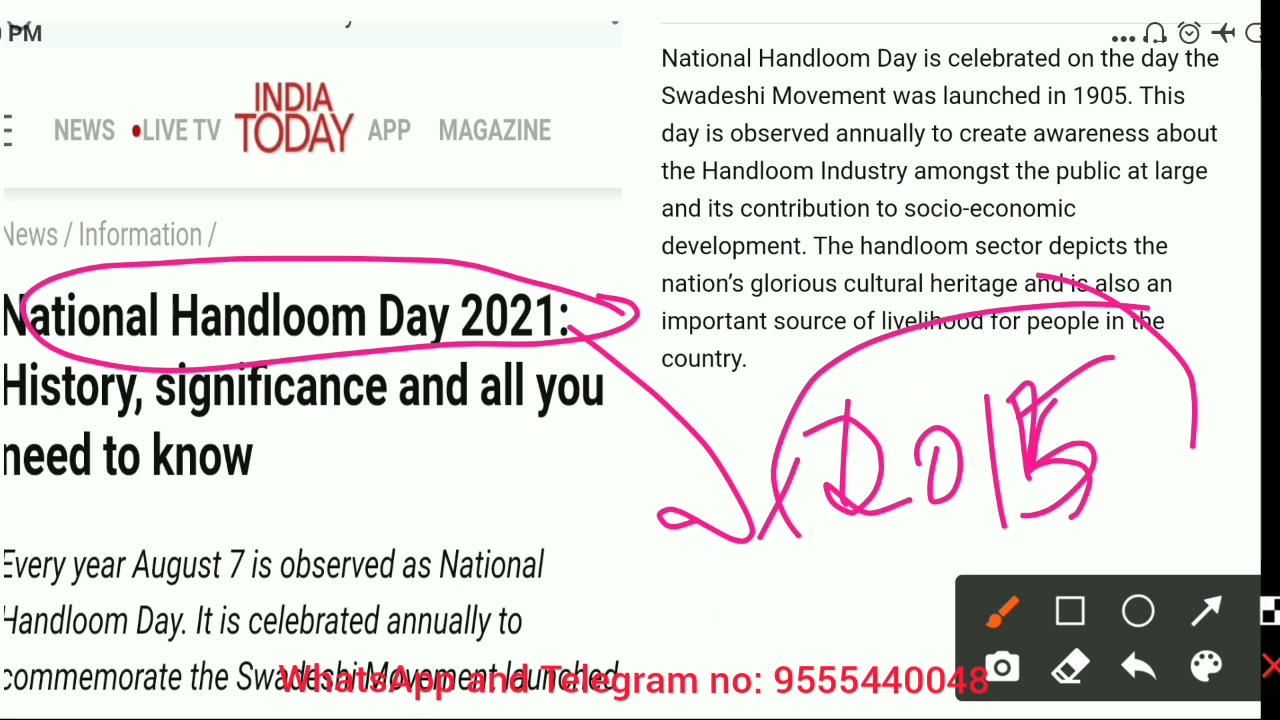 PM
NEWS LIVE TV INDIA TODAY APP MAGAZINE
News / Information /
National Handloom Day 2021:
History, significance and all you
need to know
Every year August 7 is observed as National
Handloom Day. It is celebrated annually to
commemorate the Swadeshi Movement launched
National Handloom Day is celebrated on the day the
Swadeshi Movement was launched in 1905. This
day is observed annually to create awareness about
the Handloom Industry amongst the public at large
and its contribution to socio-economic
development. The handloom sector depicts the
nation’s glorious cultural heritage and is also an
important source of livelihood for people in the
country.
2015
WhatsApp and Telegram no: 9555440048